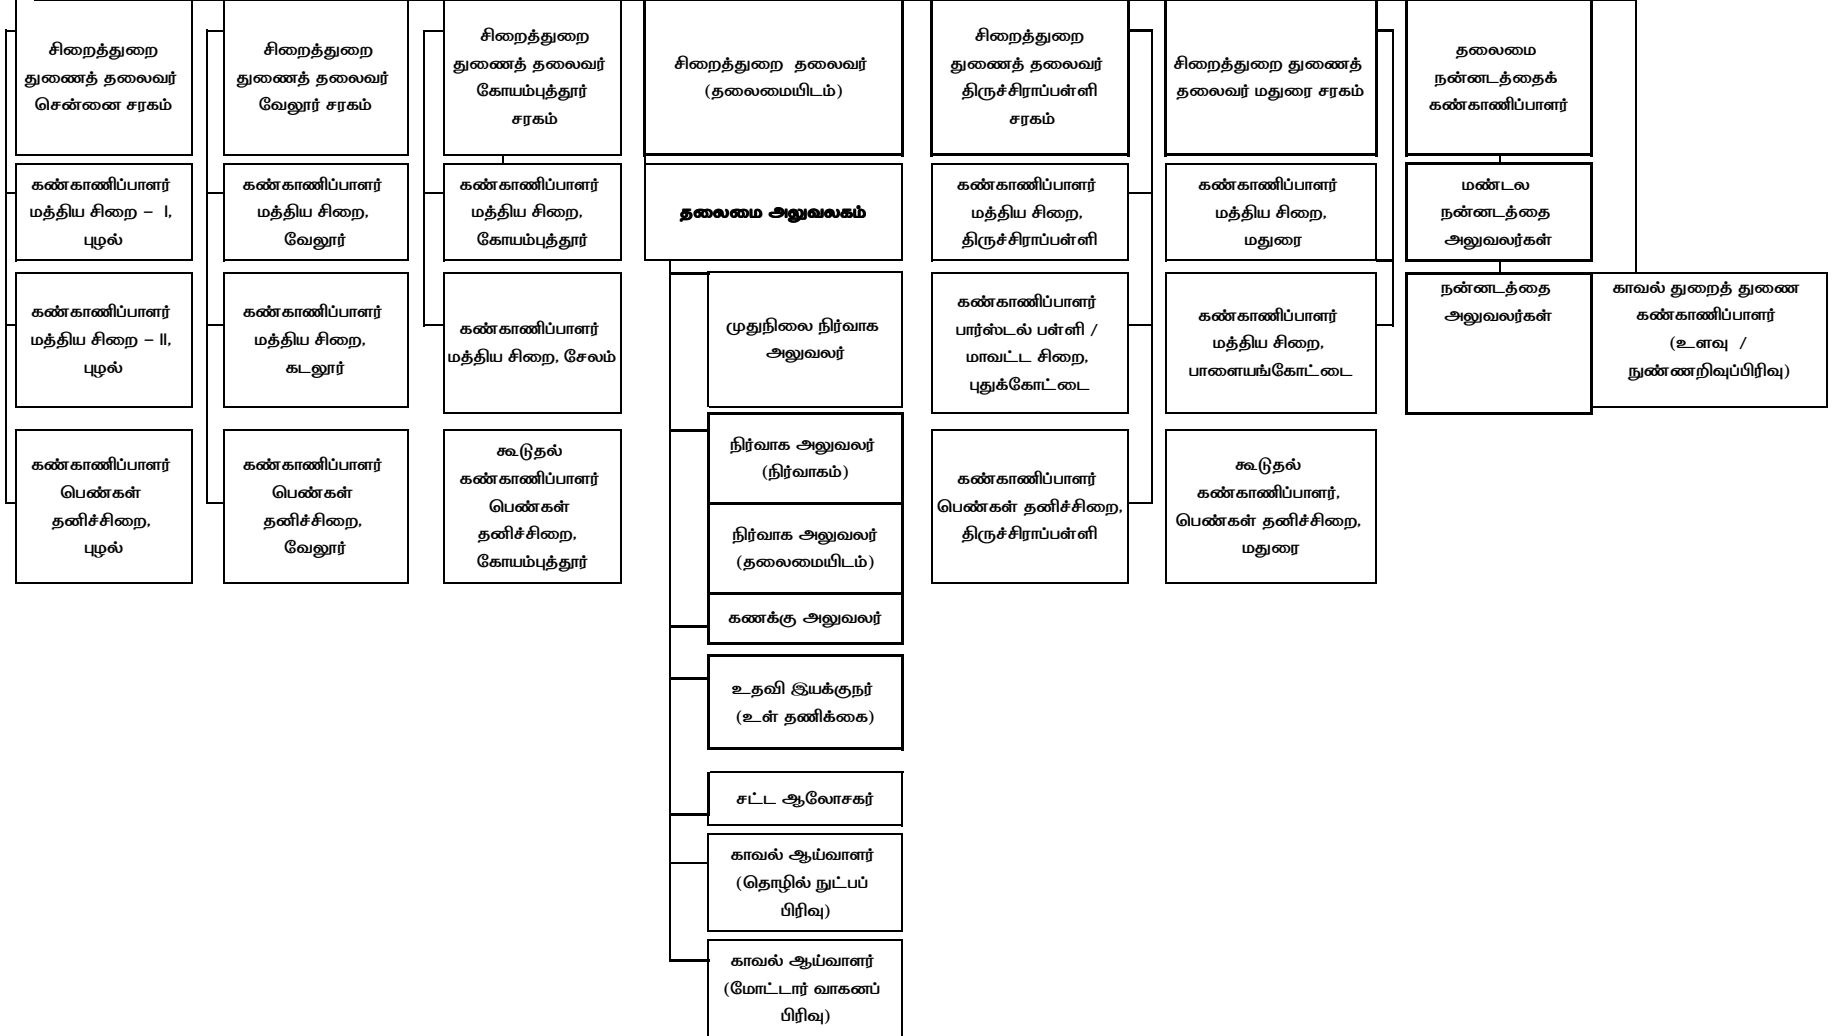 சிறைத்துறை
துணைத் தலைவர்
சென்னை சரகம்
சிறைத்துறை
துணைத் தலைவர்
வேலூர் சரகம்
சிறைத்துறை
துணைத் தலைவர்
கோயம்புத்தூர்
சரகம்
சிறைத்துறை தலைவர்
(தலைமையிடம்)
சிறைத்துறை
துணைத் தலைவர்
திருச்சிராப்பள்ளி
சரகம்
சிறைத்துறை துணைத்
தலைவர் மதுரை சரகம்
தலைமை
நன்னடத்தைக்
கண்காணிப்பாளர்
கண்காணிப்பாளர்
மத்திய சிறை – I,
புழல்
கண்காணிப்பாளர்
மத்திய சிறை,
வேலூர்
கண்காணிப்பாளர்
மத்திய சிறை,
கோயம்புத்தூர்
தலைமை அலுவலகம்
கண்காணிப்பாளர்
மத்திய சிறை,
திருச்சிராப்பள்ளி
கண்காணிப்பாளர்
மத்திய சிறை,
மதுரை
மண்டல
நன்னடத்தை
அலுவலர்கள்
கண்காணிப்பாளர்
மத்திய சிறை – II,
புழல்
கண்காணிப்பாளர்
மத்திய சிறை,
கடலூர்
கண்காணிப்பாளர்
மத்திய சிறை, சேலம்
முதுநிலை நிர்வாக
அலுவலர்
கண்காணிப்பாளர்
பார்ஸ்டல் பள்ளி /
மாவட்ட சிறை,
புதுக்கோட்டை
கண்காணிப்பாளர்
மத்திய சிறை,
பாளையங்கோட்டை
நன்னடத்தை
அலுவலர்கள்
காவல் துறைத் துணை
கண்காணிப்பாளர்
(உளவு /
நுண்ணறிவுப்பிரிவு)
கண்காணிப்பாளர்
பெண்கள்
தனிச்சிறை,
புழல்
கண்காணிப்பாளர்
பெண்கள்
தனிச்சிறை,
வேலூர்
கூடுதல்
கண்காணிப்பாளர்
பெண்கள்
தனிச்சிறை,
கோயம்புத்தூர்
நிர்வாக அலுவலர்
(நிர்வாகம்)
நிர்வாக அலுவலர்
(தலைமையிடம்)
கணக்கு அலுவலர்
கண்காணிப்பாளர்
பெண்கள் தனிச்சிறை,
திருச்சிராப்பள்ளி
கூடுதல்
கண்காணிப்பாளர்,
பெண்கள் தனிச்சிறை,
மதுரை
உதவி இயக்குநர்
(உள் தணிக்கை)
சட்ட ஆலோசகர்
காவல் ஆய்வாளர்
(தொழில் நுட்பப்
பிரிவு)
காவல் ஆய்வாளர்
(மோட்டார் வாகனப்
பிரிவு)